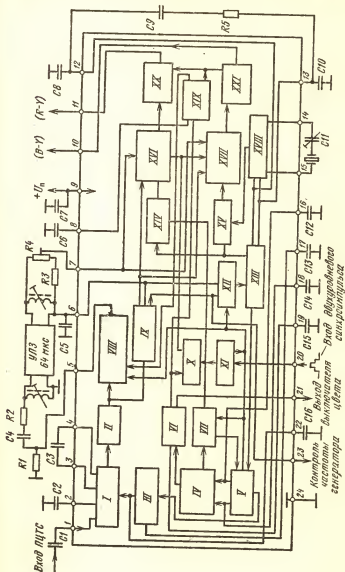 Вход ПЦТС
C1
1
C2
2
3
C3
4
R1
C4
R2
5
УПЗ
64 мкс
C5
6
R3
R4
7
C6
8
C7
+Uп
9
(B-Y)
10
(R-Y)
11
C8
12
C9
R5
I
II
III
IV
V
VI
VII
VIII
IX
X
XI
XII
XIII
XIV
XV
XVI
XVII
XVIII
XIX
XX
XXI
24
23
Контроль
частоты
генератора
22
C16
21
Выход
выключателя
цвета
20
Вход
двухуровневого
синхроимпульса
19
C15
18
C14
17
C13
16
C12
15
C11
14
13
C10